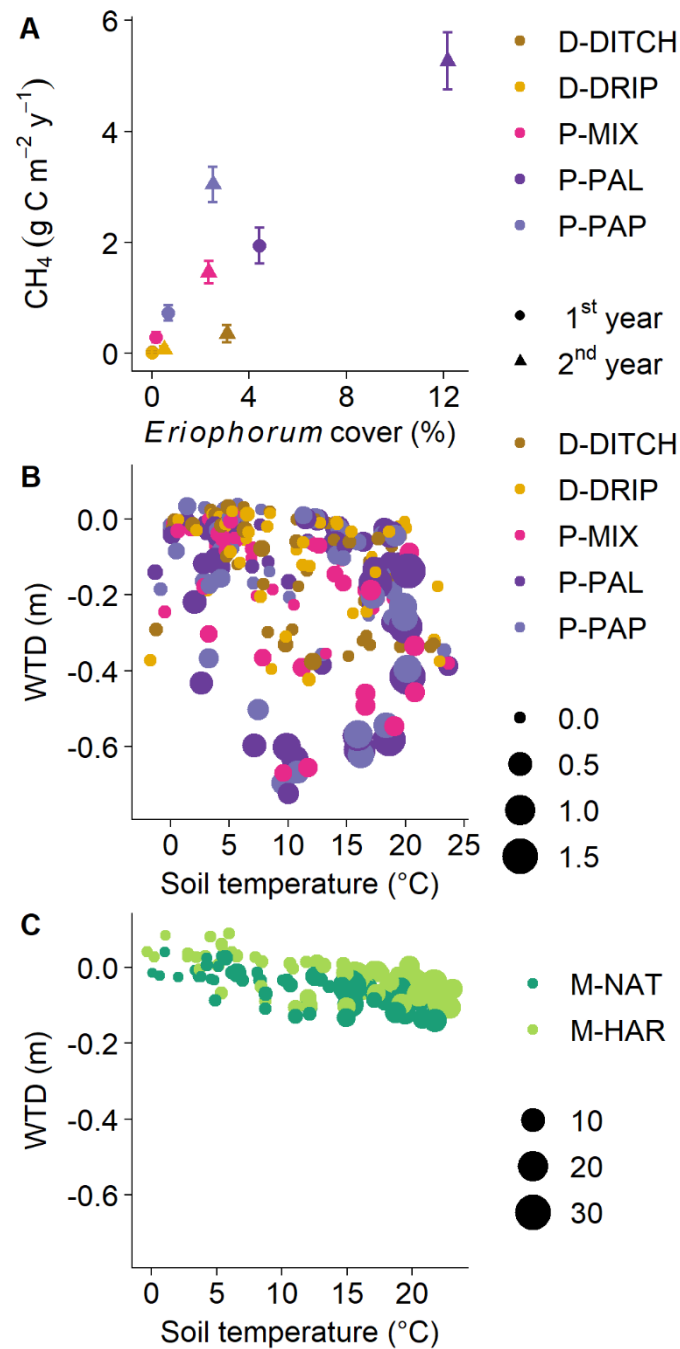 A
CH₄ (g C m⁻² y⁻¹)
6
4
2
0
0
4
8
12
Eriophorum cover (%)
D-DITCH
D-DRIP
P-MIX
P-PAL
P-PAP
1ˢᵗ year
2ⁿᵈ year
B
WTD (m)
0.0
-0.2
-0.4
-0.6
0
5
10
15
20
25
Soil temperature (°C)
D-DITCH
D-DRIP
P-MIX
P-PAL
P-PAP
0.0
0.5
1.0
1.5
C
WTD (m)
0.0
-0.2
-0.4
-0.6
0
5
10
15
20
Soil temperature (°C)
M-NAT
M-HAR
10
20
30